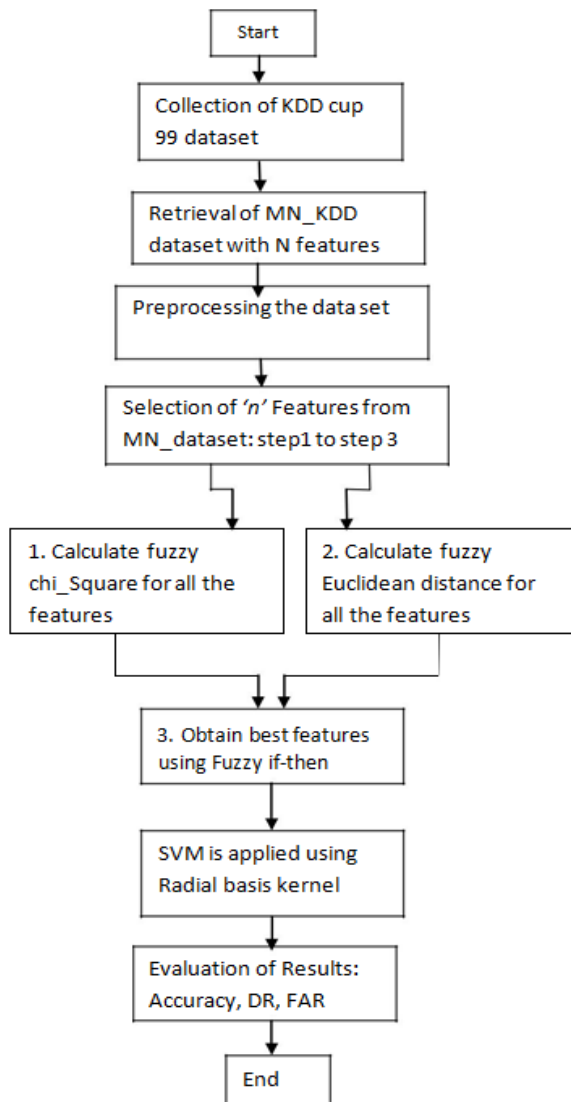 Start
Collection of KDD cup
99 dataset
Retrieval of MN_KDD
dataset with N features
Preprocessing the data set
Selection of ‘n’ Features from
MN_dataset: step1 to step 3
1. Calculate fuzzy
chi_Square for all the
features
2. Calculate fuzzy
Euclidean distance for
all the features
3. Obtain best features
using Fuzzy if-then
SVM is applied using
Radial basis kernel
Evaluation of Results:
Accuracy, DR, FAR
End